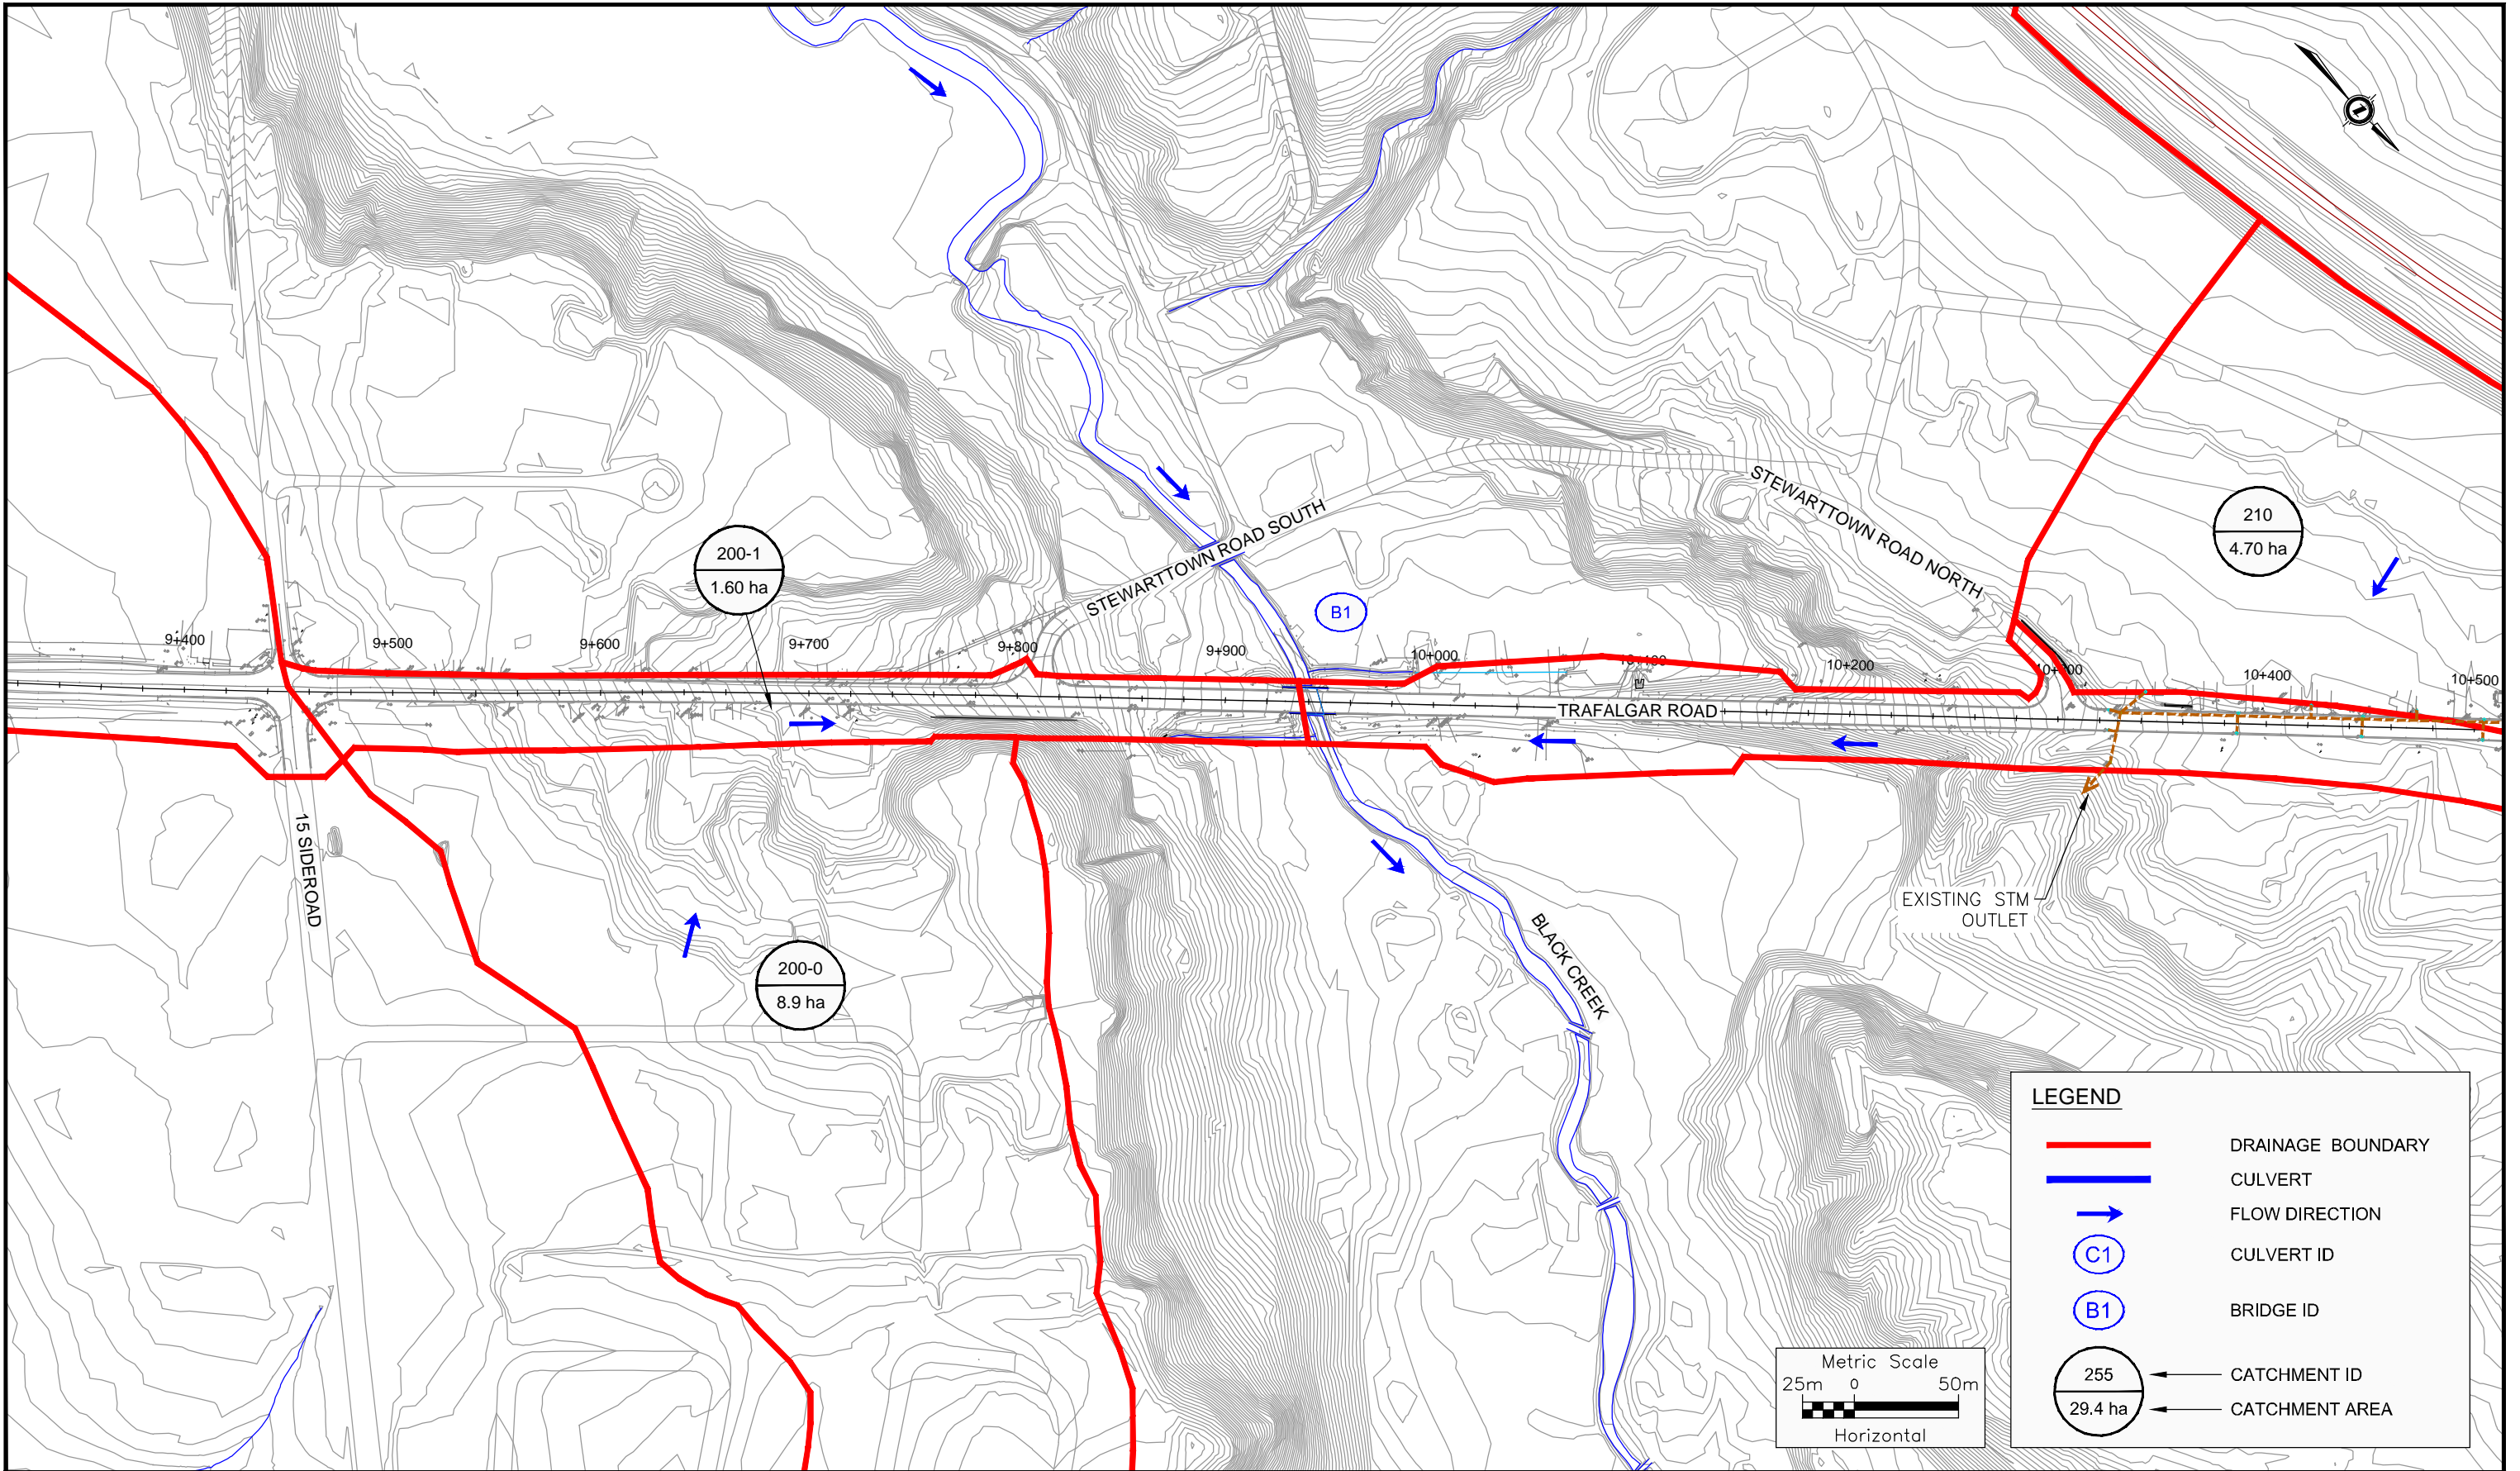 STEWARTTOWN ROAD NORTH
210
4.70 ha
STEWARTTOWN ROAD SOUTH
200-1
1.60 ha
B1
9+400
9+500
9+600
9+700
9+800
9+900
10+000
10+200
10+400
10+500
TRAFALGAR ROAD
15 SIDEROAD
EXISTING STM
OUTLET
BLACK CREEK
200-0
8.9 ha
LEGEND
DRAINAGE BOUNDARY
CULVERT
FLOW DIRECTION
C1
CULVERT ID
B1
BRIDGE ID
255
CATCHMENT ID
29.4 ha
CATCHMENT AREA
Metric Scale
25m 0 50m
Horizontal